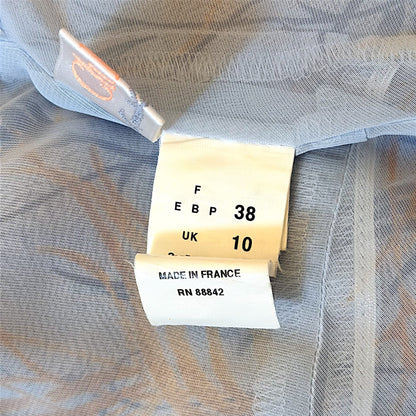 F
E B P 38
UK 10
MADE IN FRANCE
RN 88842